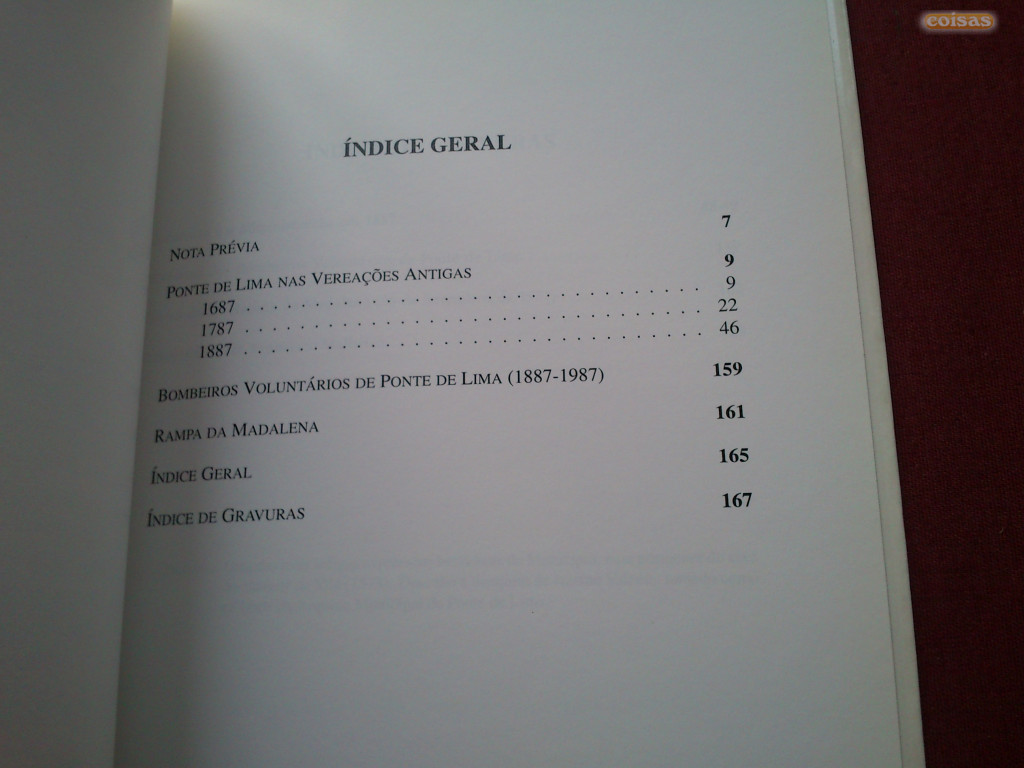 coisas
ÍNDICE GERAL
NOTA PRÉVIA 7
PONTE DE LIMA NAS VEREAÇÕES ANTIGAS 9
1687 . . . . . . . . . . . . . . . . . . . . . . . . . . . . . . . . 9
1787 . . . . . . . . . . . . . . . . . . . . . . . . . . . . . . . . 22
1887 . . . . . . . . . . . . . . . . . . . . . . . . . . . . . . . . 46
BOMBEIROS VOLUNTÁRIOS DE PONTE DE LIMA (1887-1987) 159
RAMPA DA MADALENA 161
ÍNDICE GERAL 165
ÍNDICE DE GRAVURAS 167